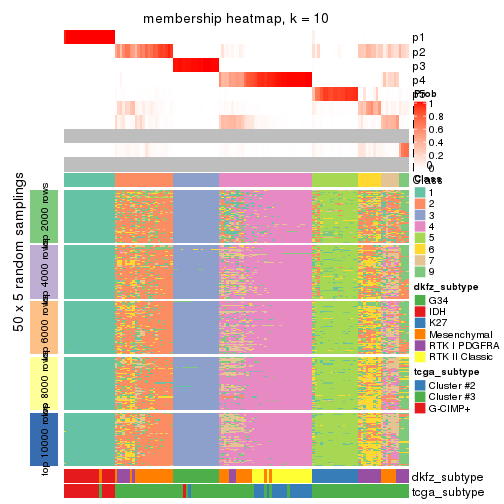 membership heatmap, k = 10
p1
p2
p3
p4
Prob
1
0.8
0.6
0.4
0.2
0
Class
1
2
3
4
5
6
7
9
dkfz_subtype
G34
IDH
K27
Mesenchymal
RTK I PDGFRA
RTK II Classic
tcga_subtype
Cluster #2
Cluster #3
G-CIMP+
50 x 5 random samplings
top 2000 rows
top 4000 rows
top 6000 rows
top 8000 rows
top 10000 rows
dkfz_subtype
tcga_subtype